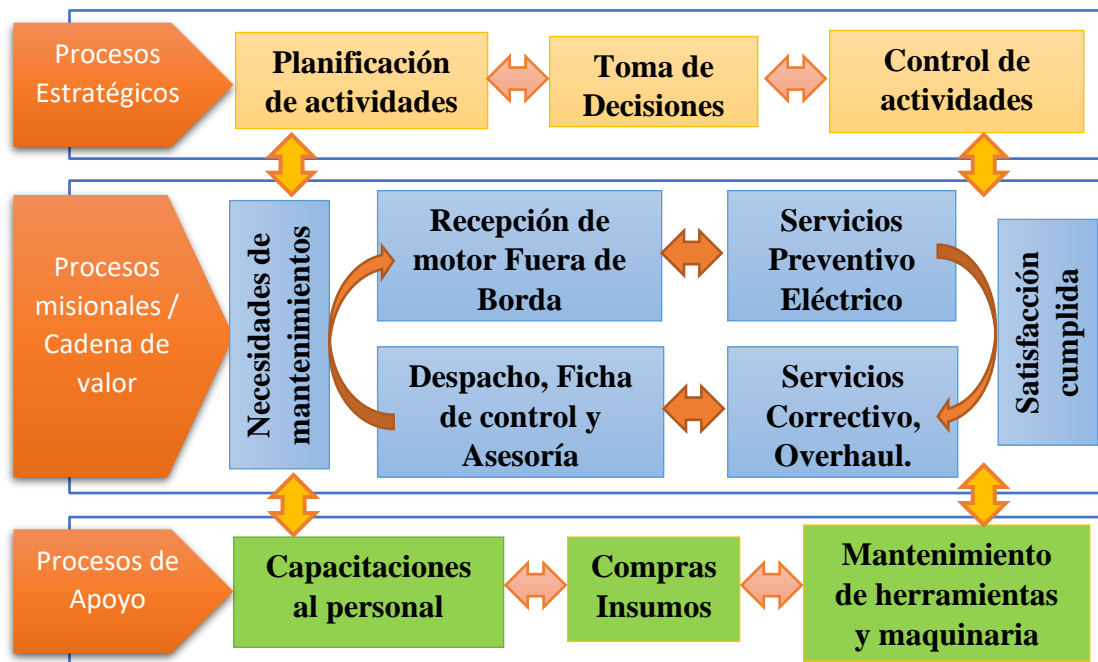 Procesos
Estratégicos
Planificación
de actividades
Toma de
Decisiones
Control de
actividades
Procesos
misionales /
Cadena de
valor
Necesidades de
mantenimientos
Recepción de
motor Fuera de
Borda
Servicios
Preventivo
Eléctrico
Despacho, Ficha
de control y
Asesoría
Servicios
Correctivo,
Overhaul.
Satisfacción
cumplida
Procesos de
Apoyo
Capacitaciones
al personal
Compras
Insumos
Mantenimiento
de herramientas
y maquinaria